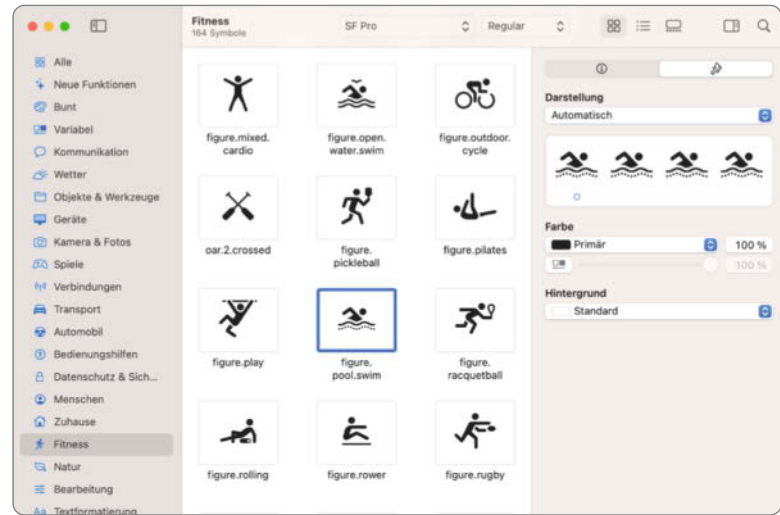 Fitness
164 Symbole
SF Pro
Regular
Alle
Neue Funktionen
Bunt
Variabel
Kommunikation
Wetter
Objekte & Werkzeuge
Geräte
Kamera & Fotos
Spiele
Verbindungen
Transport
Automobil
Bedienungshilfen
Datenschutz & Sich...
Menschen
Zuhause
Fitness
Natur
Bearbeitung
Aa Textformatierung
figure.mixed.
cardio
figure.open.
water.swim
figure.outdoor.
cycle
oar.2.crossed
figure.
pickleball
figure.pilates
figure.play
figure.
pool.swim
figure.
racquetball
figure.rolling
figure.rower
figure.rugby
Darstellung
Automatisch
Farbe
Primär
100 %
100 %
Hintergrund
Standard